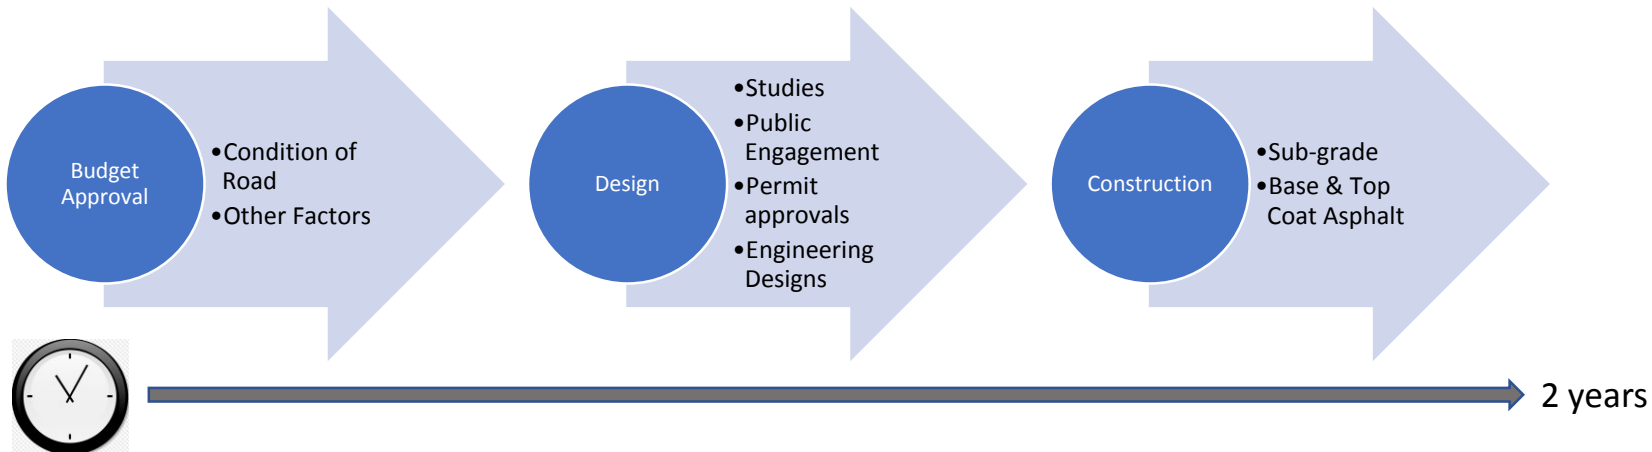 Budget
Approval
•Condition of
Road
•Other Factors
Design
•Studies
•Public
Engagement
•Permit
approvals
•Engineering
Designs
Construction
•Sub-grade
•Base & Top
Coat Asphalt
2 years